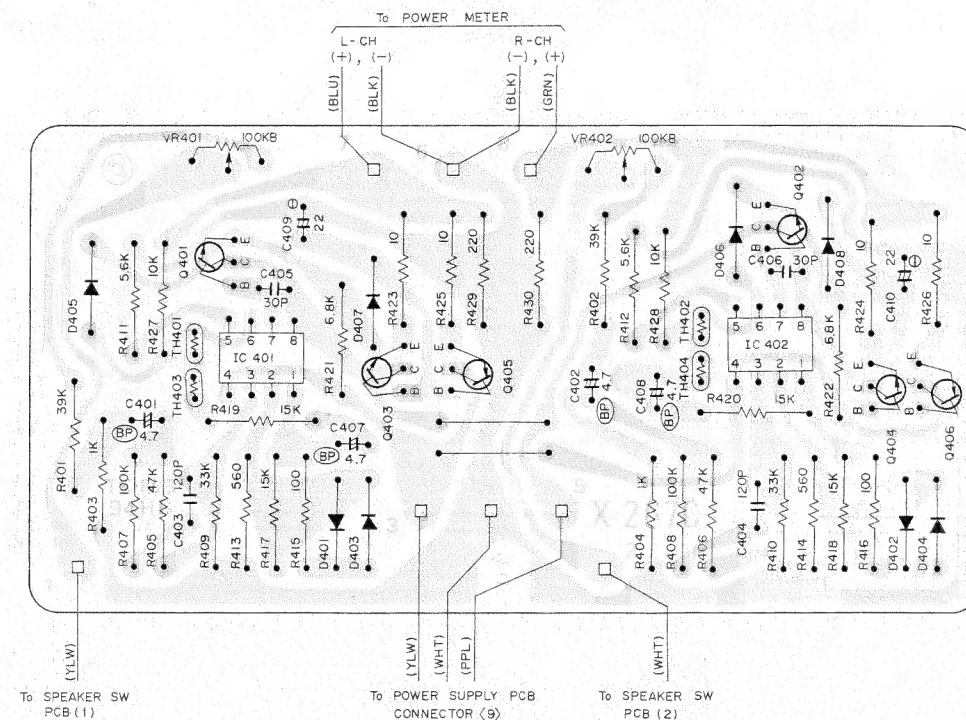 To POWER METER
L-CH
(+), (-)
R-CH
(-), (+)
(BLU)
(BLK)
(BLK)
(GRN)
VR401
100KB
VR402
100KB
D405
5.6K
R411
10K
R427
Q401
E
C
B
C405
30P
C409
22
TH401
TH403
5 6 7 8
IC 401
4 3 2 1
6.8K
R421
D407
10
R423
10
R425
220
R429
220
R430
E
C
B
Q403
E
C
B
Q405
39K
R402
5.6K
R412
10K
R428
D406
E
C
B
Q402
C406
30P
D408
TH402
TH404
5 6 7 8
IC 402
4 3 2 1
6.8K
R422
10
R424
22
C410
10
R426
E
C
B
Q404
E
B
Q406
39K
R401
1K
R403
C401
BP
4.7
R419
15K
C407
BP
4.7
C402
4.7
BP
C408
4.7
BP
R420
15K
100K
R407
47K
R405
120P
C403
33K
R409
560
R413
15K
R417
100
R415
D401
D403
3
9
1K
R404
100K
R408
47K
R406
120P
C404
33K
R410
560
R414
15K
R418
100
R416
D402
D404
(YLW)
(YLW)
(WHT)
(PPL)
(WHT)
To SPEAKER SW
PCB (1)
To POWER SUPPLY PCB
CONNECTOR ⟨9⟩
To SPEAKER SW
PCB (2)